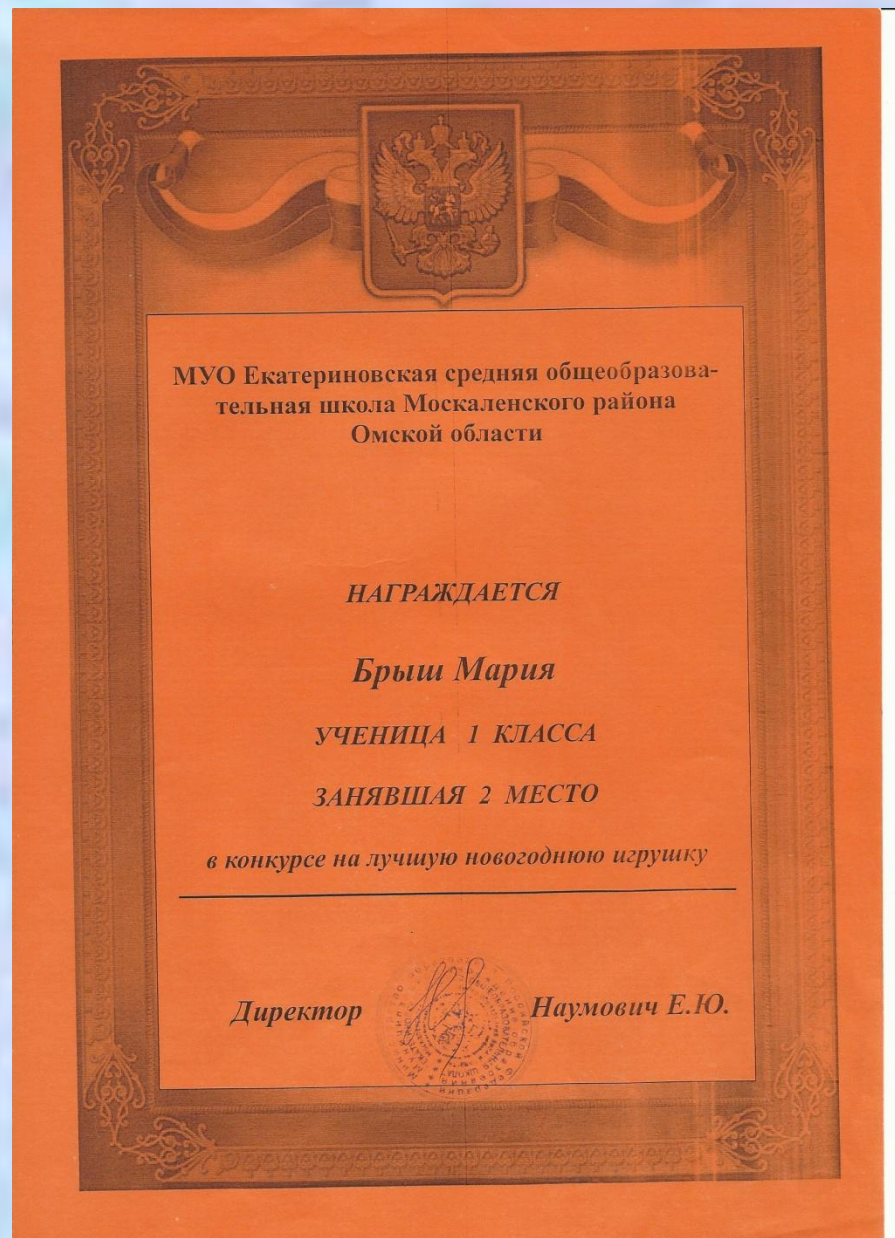 МУО Екатериновская средняя общеобразова-
тельная школа Москаленского района
Омской области
НАГРАЖДАЕТСЯ
Брыш Мария
УЧЕНИЦА 1 КЛАССА
ЗАНЯВШАЯ 2 МЕСТО
в конкурсе на лучшую новогоднюю игрушку
Директор Наумович Е.Ю.